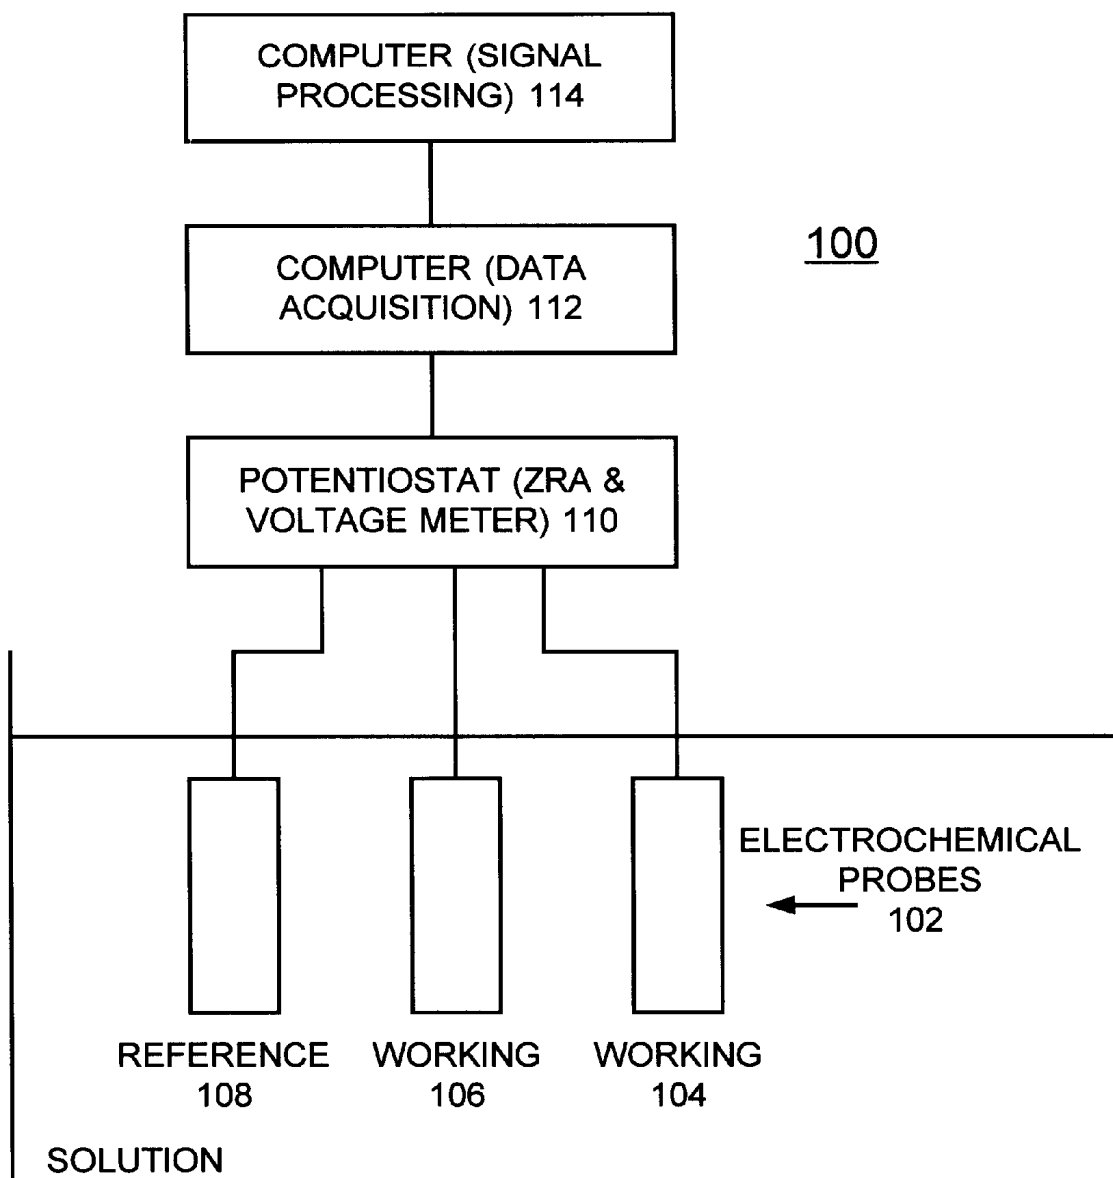 COMPUTER (SIGNAL
PROCESSING) 114
100
COMPUTER (DATA
ACQUISITION) 112
POTENTIOSTAT (ZRA &
VOLTAGE METER) 110
ELECTROCHEMICAL
PROBES
102
REFERENCE
108
WORKING
106
WORKING
104
SOLUTION